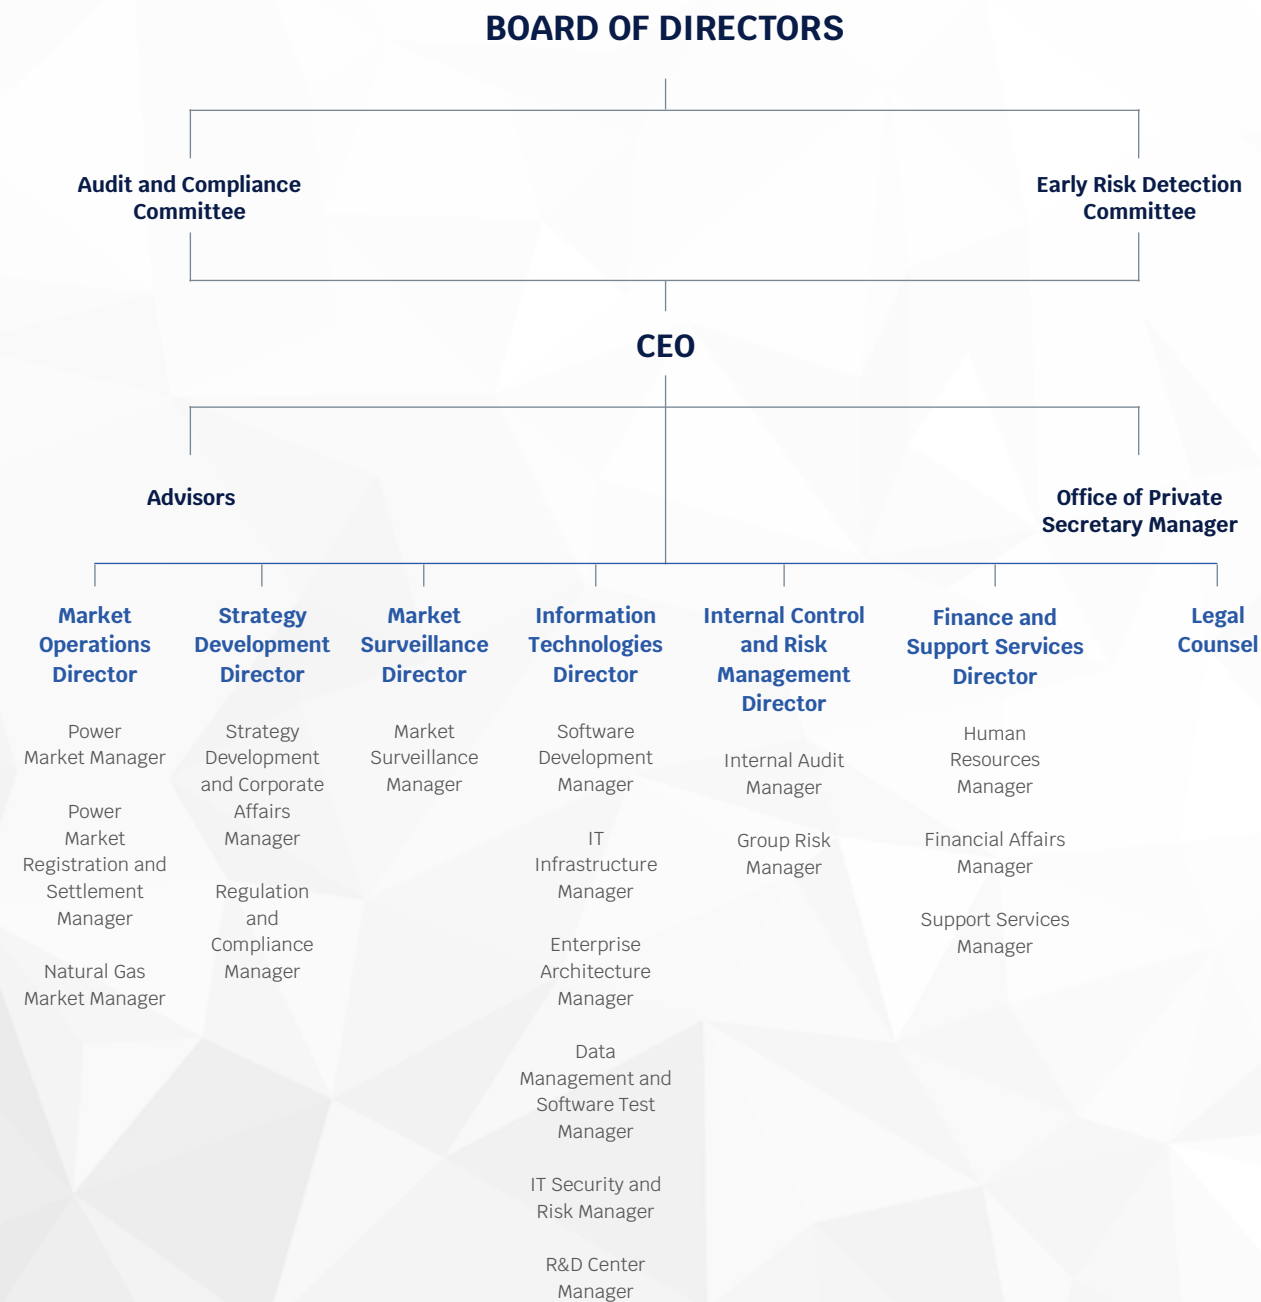 BOARD OF DIRECTORS
Audit and Compliance
Committee
Early Risk Detection
Committee
CEO
Advisors
Office of Private
Secretary Manager
Market
Operations
Director
Power
Market Manager
Power
Market
Registration and
Settlement
Manager
Natural Gas
Market Manager
Strategy
Development
Director
Strategy
Development
and Corporate
Affairs
Manager
Regulation
and
Compliance
Manager
Market
Surveillance
Director
Market
Surveillance
Manager
Information
Technologies
Director
Software
Development
Manager
IT
Infrastructure
Manager
Enterprise
Architecture
Manager
Data
Management and
Software Test
Manager
IT Security and
Risk Manager
R&D Center
Manager
Internal Control
and Risk
Management
Director
Internal Audit
Manager
Group Risk
Manager
Finance and
Support Services
Director
Human
Resources
Manager
Financial Affairs
Manager
Support Services
Manager
Legal
Counsel